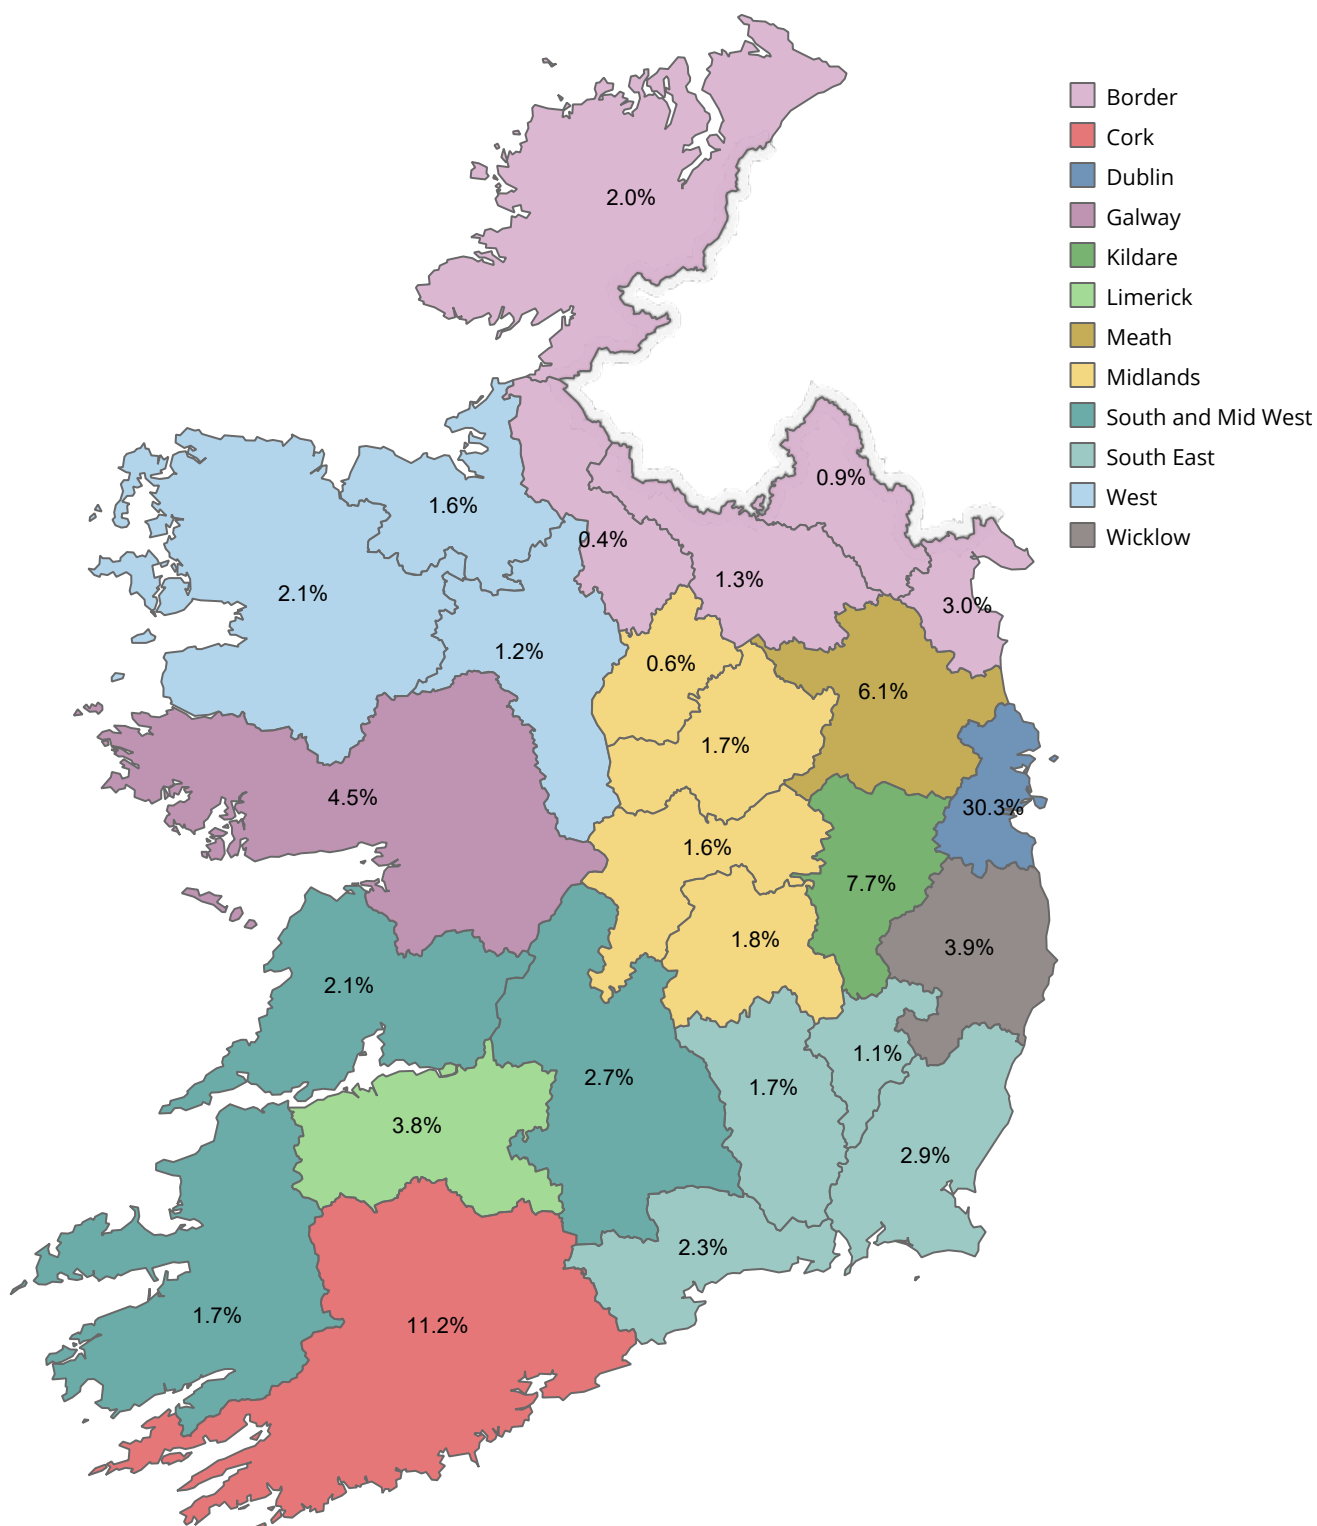 Border
Cork
Dublin
Galway
Kildare
Limerick
Meath
Midlands
South and Mid West
South East
West
Wicklow
2.0%
0.9%
1.6%
0.4%
1.3%
2.1%
3.0%
1.2%
0.6%
6.1%
1.7%
4.5%
30.3%
1.6%
7.7%
1.8%
3.9%
2.1%
1.1%
2.7%
1.7%
3.8%
2.9%
2.3%
1.7%
11.2%